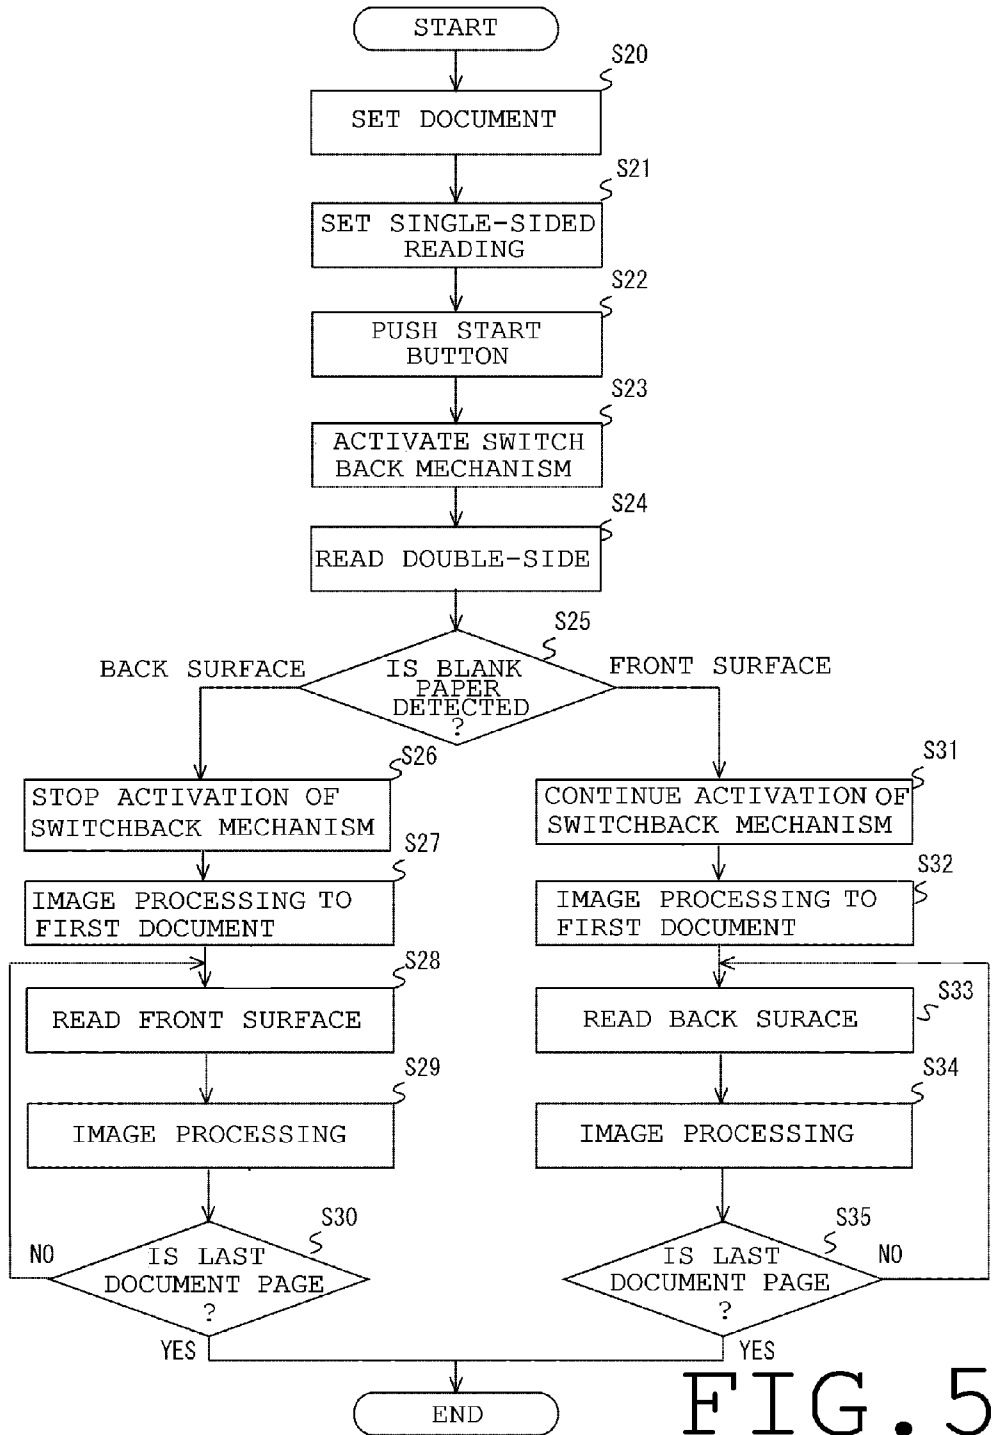 START
S20
SET DOCUMENT
S21
SET SINGLE-SIDED
READING
S22
PUSH START
BUTTON
S23
ACTIVATE SWITCH
BACK MECHANISM
S24
READ DOUBLE-SIDE
S25
BACK SURFACE
FRONT SURFACE
IS BLANK
PAPER
DETECTED
?
S26
STOP ACTIVATION OF
SWITCHBACK MECHANISM
S27
IMAGE PROCESSING TO
FIRST DOCUMENT
S28
READ FRONT SURFACE
S29
IMAGE PROCESSING
S30
NO
IS LAST
DOCUMENT PAGE
?
YES
S31
CONTINUE ACTIVATION OF
SWITCHBACK MECHANISM
S32
IMAGE PROCESSING TO
FIRST DOCUMENT
S33
READ BACK SURACE
S34
IMAGE PROCESSING
S35
NO
IS LAST
DOCUMENT PAGE
?
YES
END
FIG.5